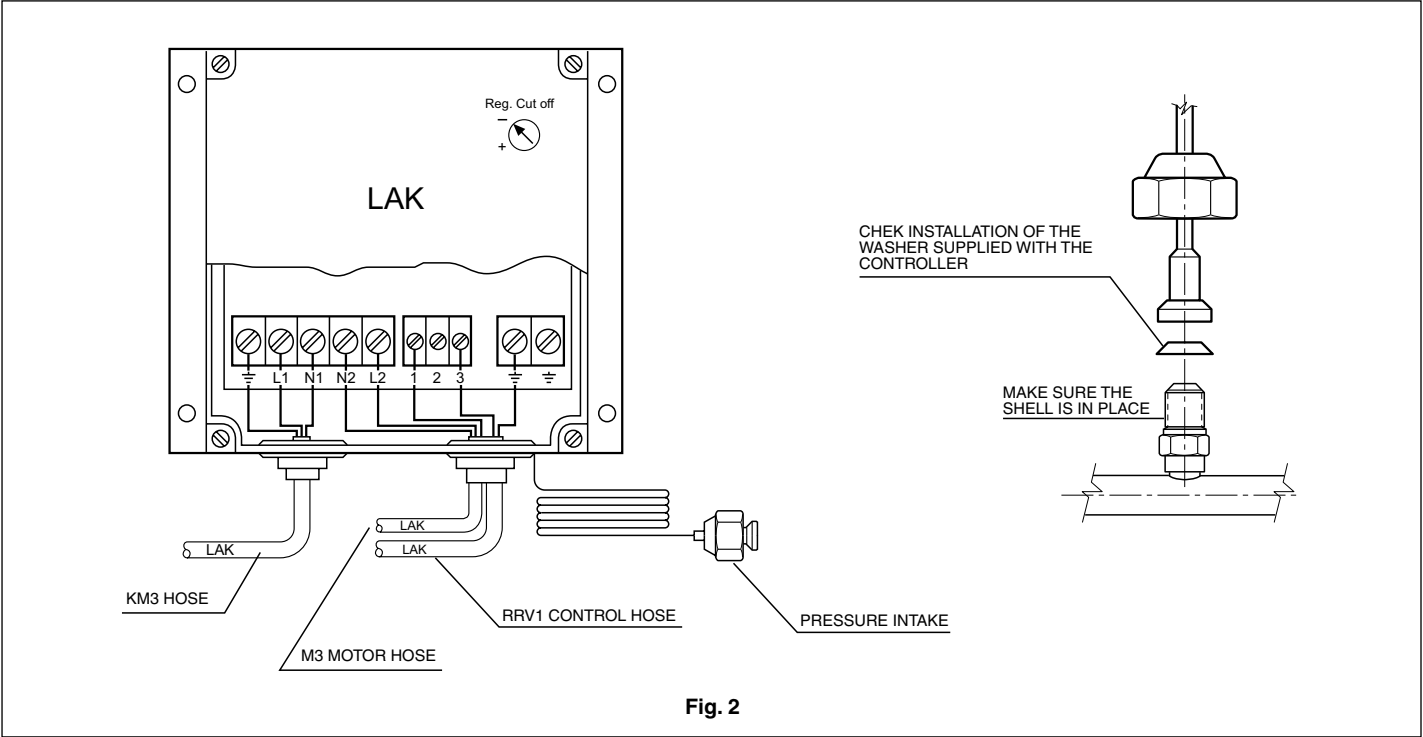 Reg. Cut off
–
+
LAK
L1 N1 N2 L2 1 2 3
LAK
LAK
LAK
KM3 HOSE
M3 MOTOR HOSE
RRV1 CONTROL HOSE
PRESSURE INTAKE
CHEK INSTALLATION OF THE
WASHER SUPPLIED WITH THE
CONTROLLER
MAKE SURE THE
SHELL IS IN PLACE
Fig. 2